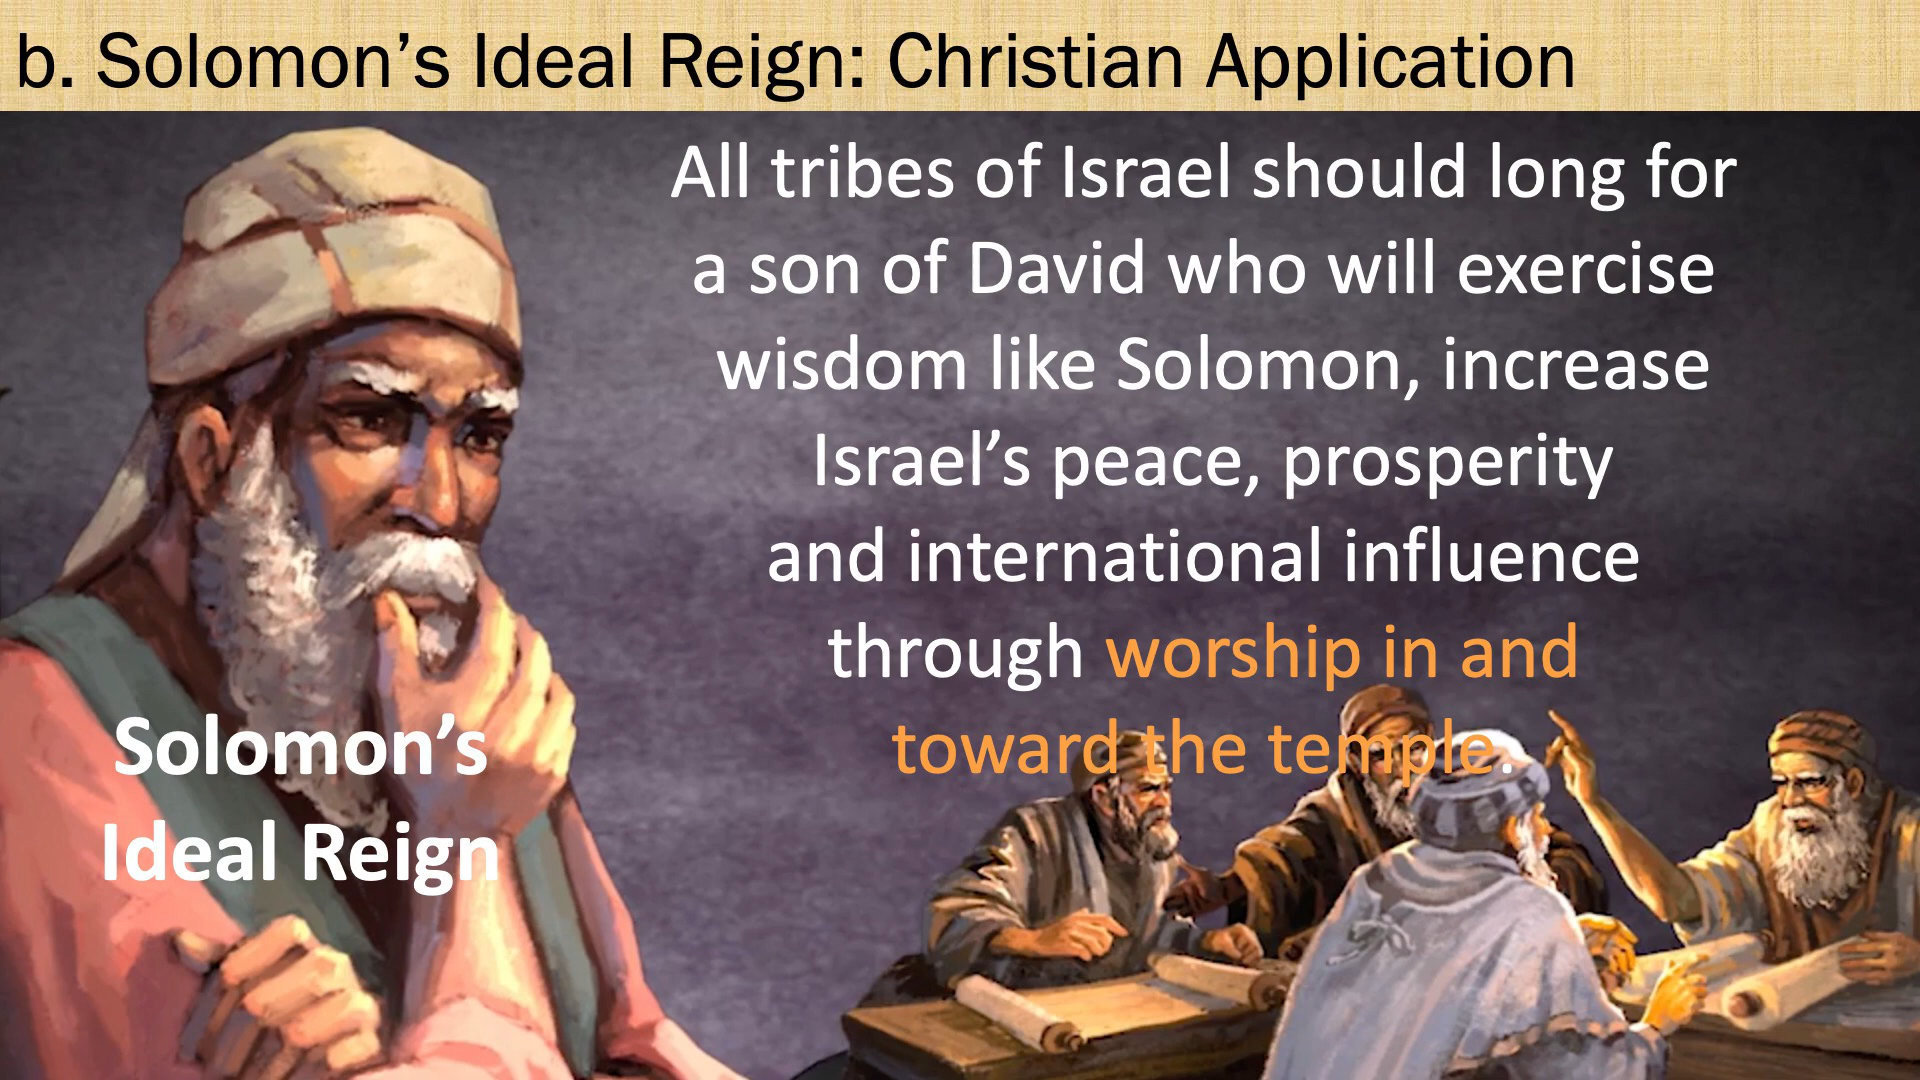 b. Solomon’s Ideal Reign: Christian Application
All tribes of Israel should long for
a son of David who will exercise
wisdom like Solomon, increase
Israel’s peace, prosperity
and international influence
through worship in and
toward the temple.
Solomon’s
Ideal Reign